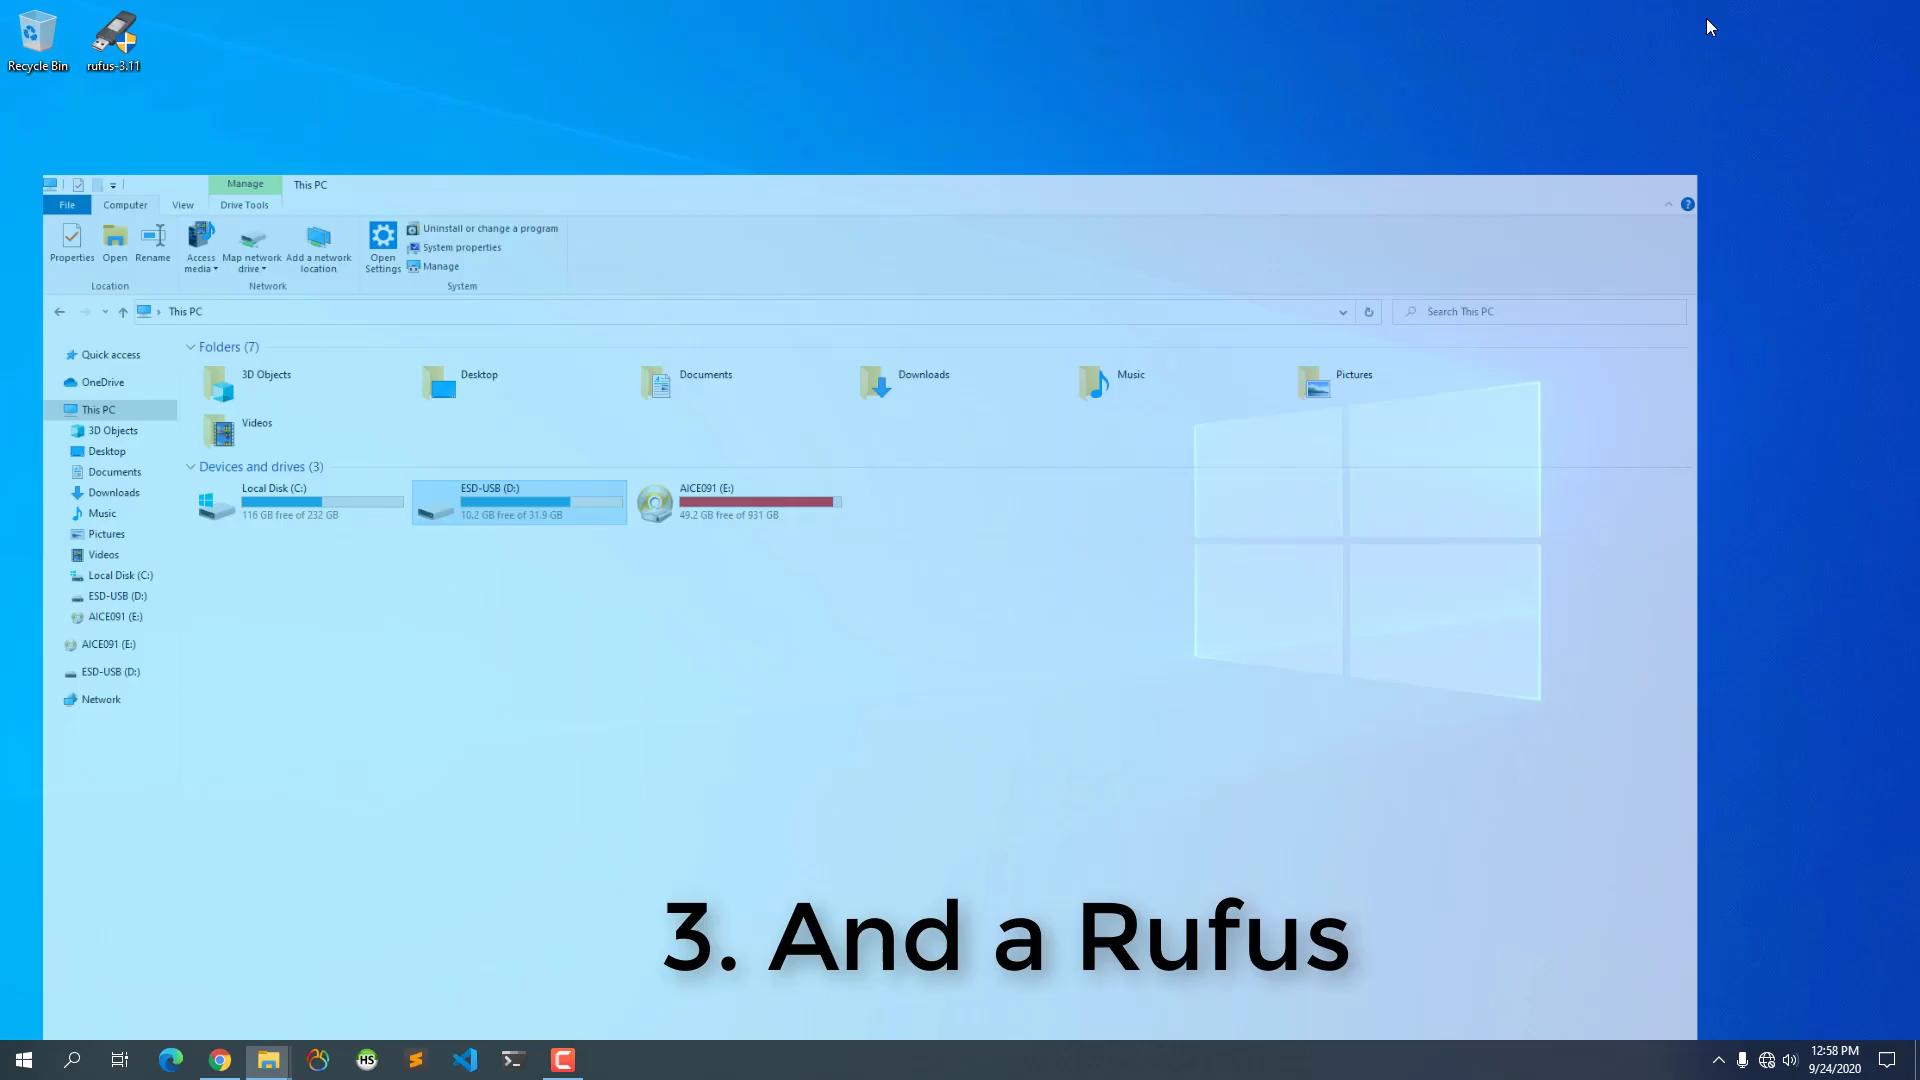 Recycle Bin
rufus-3.11
Manage
This PC
File
Computer
View
Drive Tools
Properties
Open
Rename
Access media
Map network drive
Add a network location
Open Settings
Uninstall or change a program
System properties
Manage
Location
Network
System
This PC
Search This PC
Quick access
OneDrive
This PC
3D Objects
Desktop
Documents
Downloads
Music
Pictures
Videos
Local Disk (C:)
ESD-USB (D:)
AICE091 (E:)
AICE091 (E:)
ESD-USB (D:)
Network
Folders (7)
3D Objects
Desktop
Documents
Downloads
Music
Pictures
Videos
Devices and drives (3)
Local Disk (C:)
116 GB free of 232 GB
ESD-USB (D:)
10.2 GB free of 31.9 GB
AICE091 (E:)
49.2 GB free of 931 GB
3. And a Rufus
HS
12:58 PM
9/24/2020